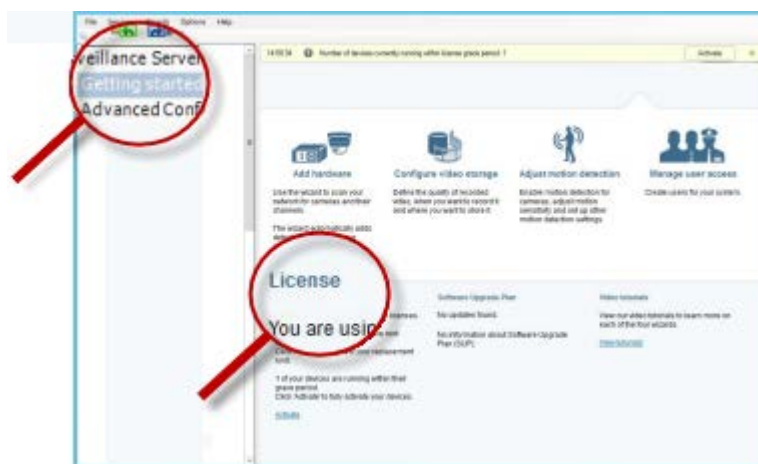 File
Options Help
veillance Server
Getting started
Advanced Conf
Number of devices currently running within license grace period: 1
Activate
Add hardware
Configure video storage
Adjust motion detection
Manage user access
Use the wizard to scan your
network for cameras and other
channels.
The wizard automatically adds
Define the quality of recorded
video, when you want to record it
and where you want to store it.
Enable motion detection for
cameras, adjust motion
sensitivity and set up other
motion detection settings.
Create users for your system.
License
You are usin
licenses
replacement
1 of your devices are running within their
grace period.
Click 'Activate' to fully activate your devices.
Activate
Software Upgrade Plan
No updates found.
No information about Software Upgrade
Plan (SUP).
Video tutorials
View our video tutorials to learn more on
each of the four wizards.
View tutorials